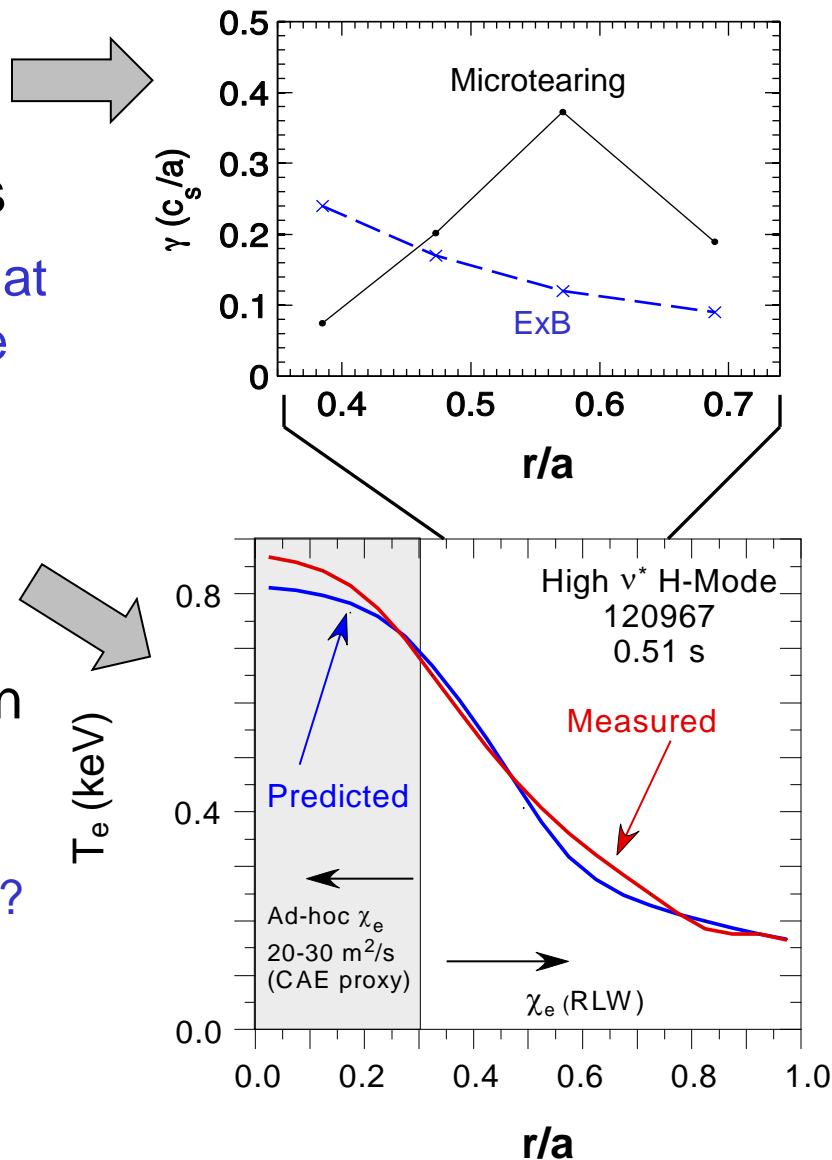 0.5
0.4
0.3
0.2
0.1
0
γ (c_s/a)
Microtearing
ExB
0.4 0.5 0.6 0.7
r/a
s
at
e
n
?
0.8
0.4
0.0
T_e (keV)
High ν* H-Mode
120967
0.51 s
Measured
Predicted
Ad-hoc χ_e
20-30 m²/s
(CAE proxy)
χ_e (RLW)
0.0 0.2 0.4 0.6 0.8 1.0
r/a